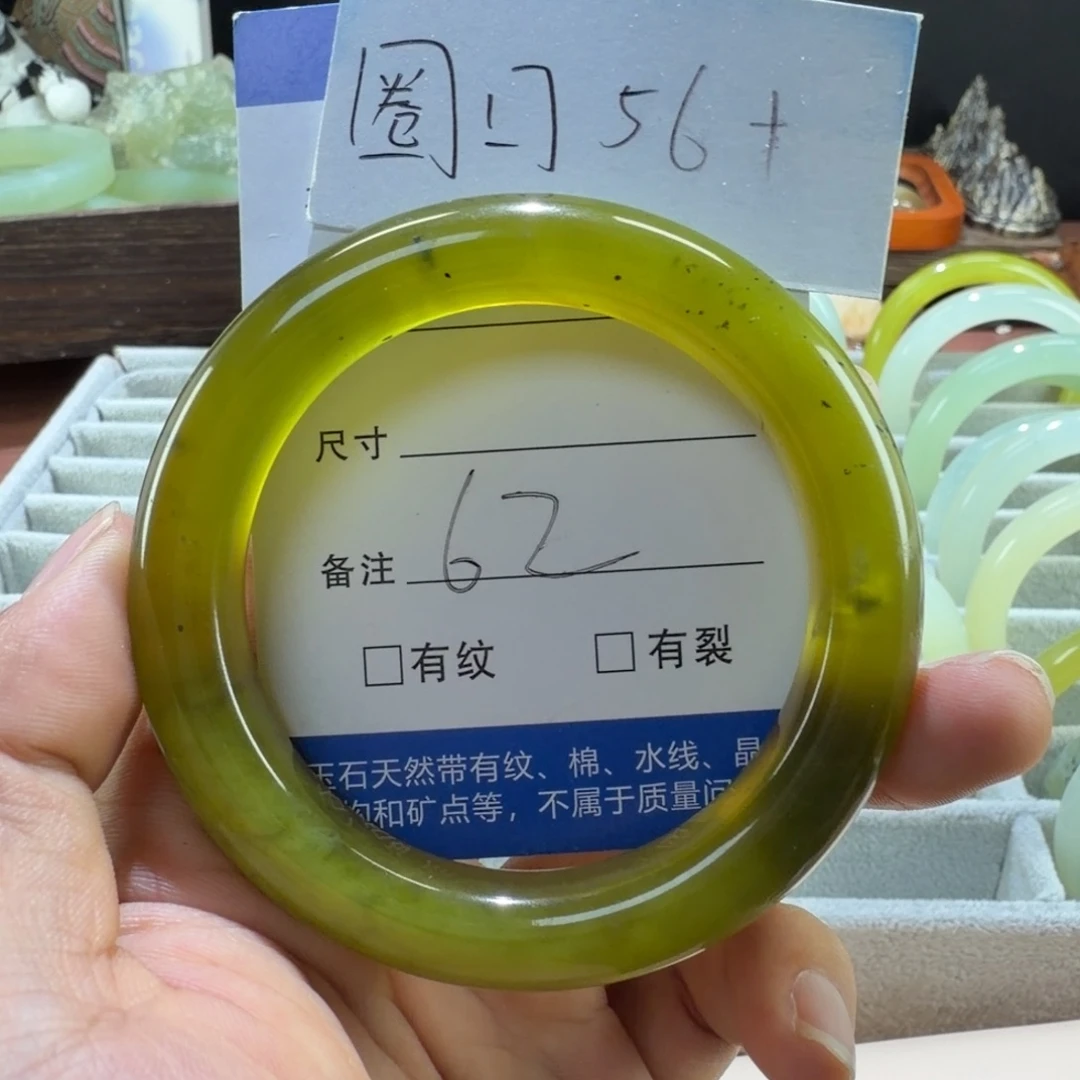 圈口56+
尺寸
62
备注
□有纹 □有裂
玉石天然带有纹、棉、水线、晶
和矿点等，不属于质量问